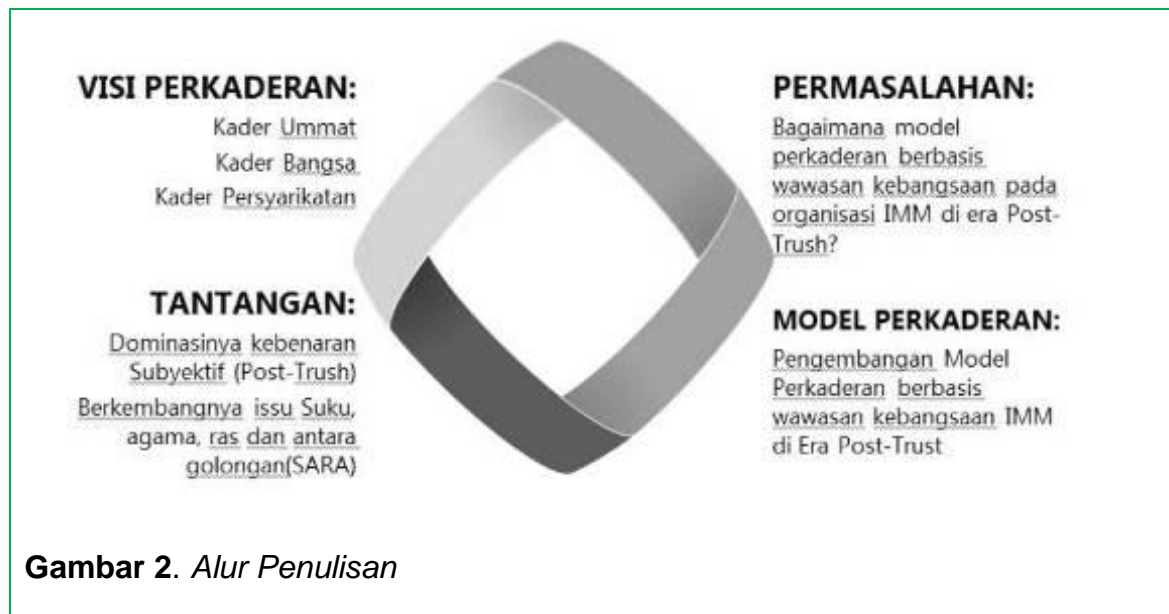 VISI PERKADERAN:
Kader Ummat
Kader Bangsa
Kader Persyarikatan
PERMASALAHAN:
Bagaimana model
perkaderan berbasis
wawasan kebangsaan pada
organisasi IMM di era Post-
Trush?
TANTANGAN:
Dominasinya kebenaran
Subyektif (Post-Trush)
Berkembangnya issu Suku,
agama, ras dan antara
golongan(SARA)
MODEL PERKADERAN:
Pengembangan Model
Perkaderan berbasis
wawasan kebangsaan IMM
di Era Post-Trust
Gambar 2. Alur Penulisan